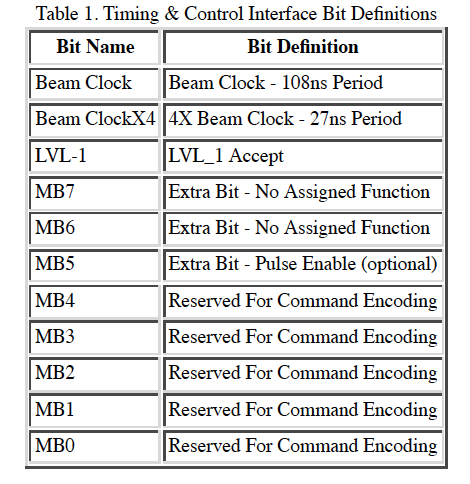 Table 1. Timing & Control Interface Bit Definitions
Bit Name Bit Definition
Beam Clock Beam Clock - 108ns Period
Beam ClockX4 4X Beam Clock - 27ns Period
LVL-1 LVL_1 Accept
MB7 Extra Bit - No Assigned Function
MB6 Extra Bit - No Assigned Function
MB5 Extra Bit - Pulse Enable (optional)
MB4 Reserved For Command Encoding
MB3 Reserved For Command Encoding
MB2 Reserved For Command Encoding
MB1 Reserved For Command Encoding
MB0 Reserved For Command Encoding